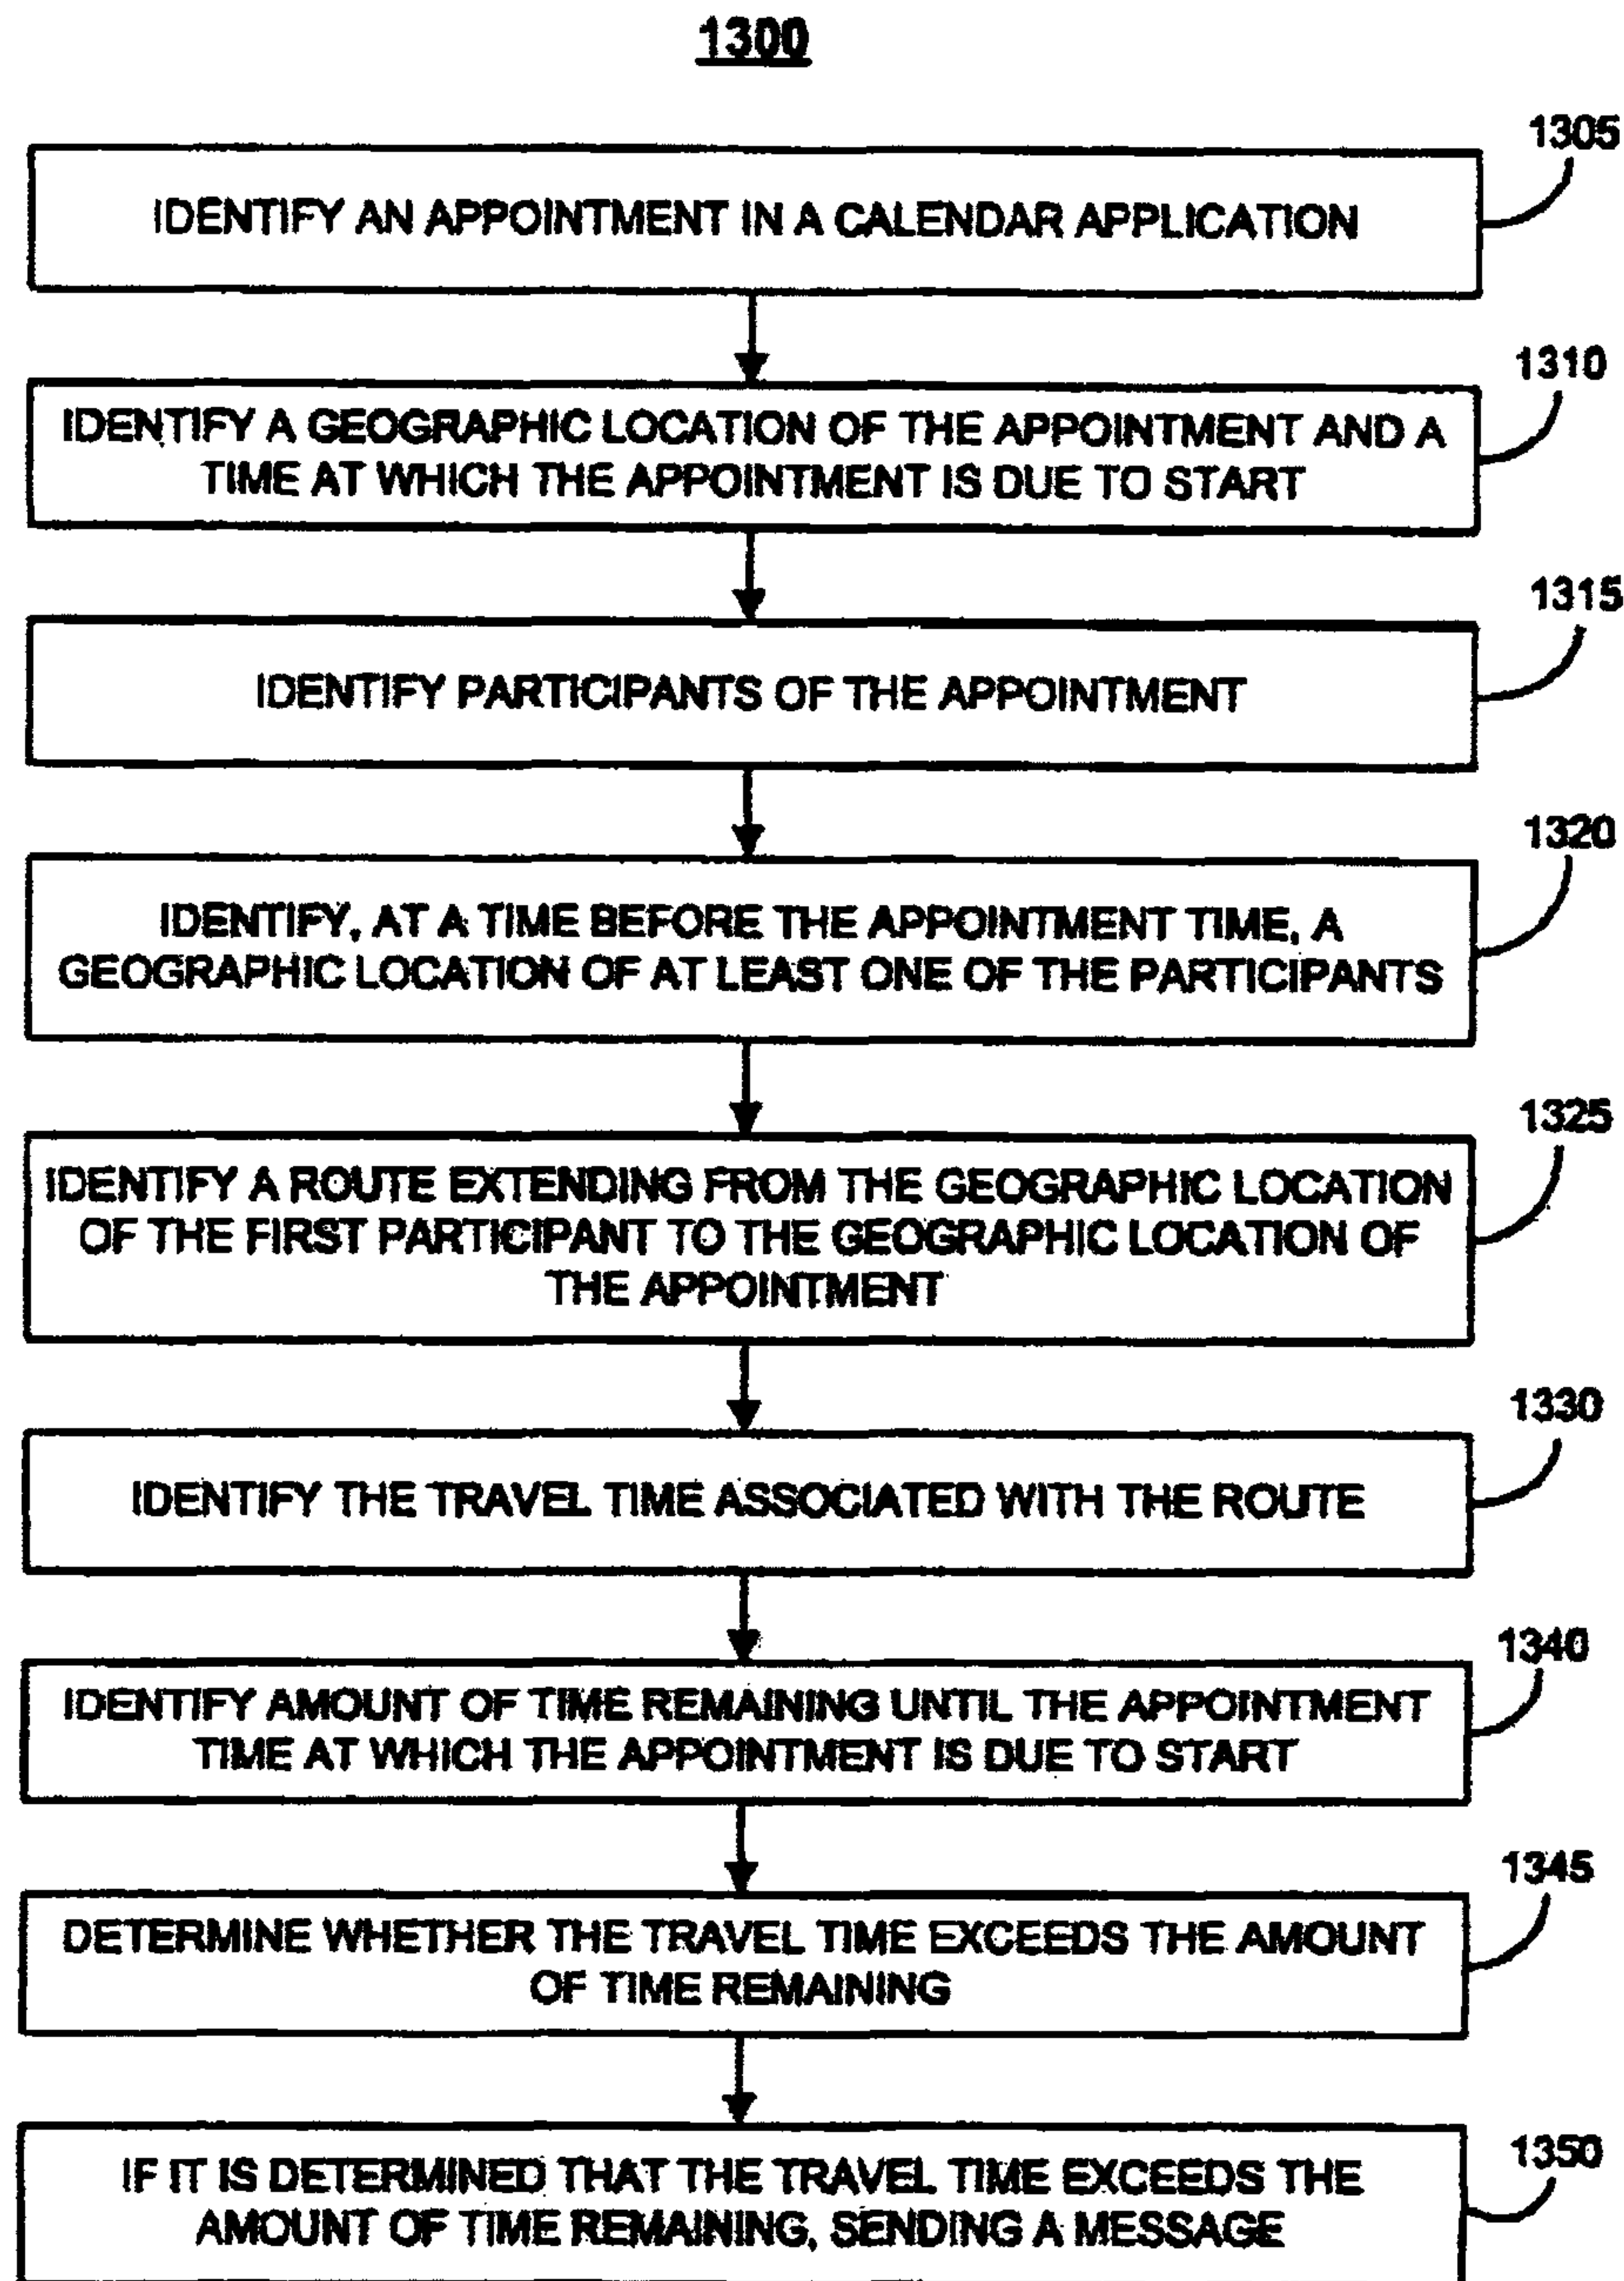 1300
1305
IDENTIFY AN APPOINTMENT IN A CALENDAR APPLICATION
1310
IDENTIFY A GEOGRAPHIC LOCATION OF THE APPOINTMENT AND A
TIME AT WHICH THE APPOINTMENT IS DUE TO START
1315
IDENTIFY PARTICIPANTS OF THE APPOINTMENT
1320
IDENTIFY, AT A TIME BEFORE THE APPOINTMENT TIME, A
GEOGRAPHIC LOCATION OF AT LEAST ONE OF THE PARTICIPANTS
1325
IDENTIFY A ROUTE EXTENDING FROM THE GEOGRAPHIC LOCATION
OF THE FIRST PARTICIPANT TO THE GEOGRAPHIC LOCATION OF
THE APPOINTMENT
1330
IDENTIFY THE TRAVEL TIME ASSOCIATED WITH THE ROUTE
1340
IDENTIFY AMOUNT OF TIME REMAINING UNTIL THE APPOINTMENT
TIME AT WHICH THE APPOINTMENT IS DUE TO START
1345
DETERMINE WHETHER THE TRAVEL TIME EXCEEDS THE AMOUNT
OF TIME REMAINING
1350
IF IT IS DETERMINED THAT THE TRAVEL TIME EXCEEDS THE
AMOUNT OF TIME REMAINING, SENDING A MESSAGE